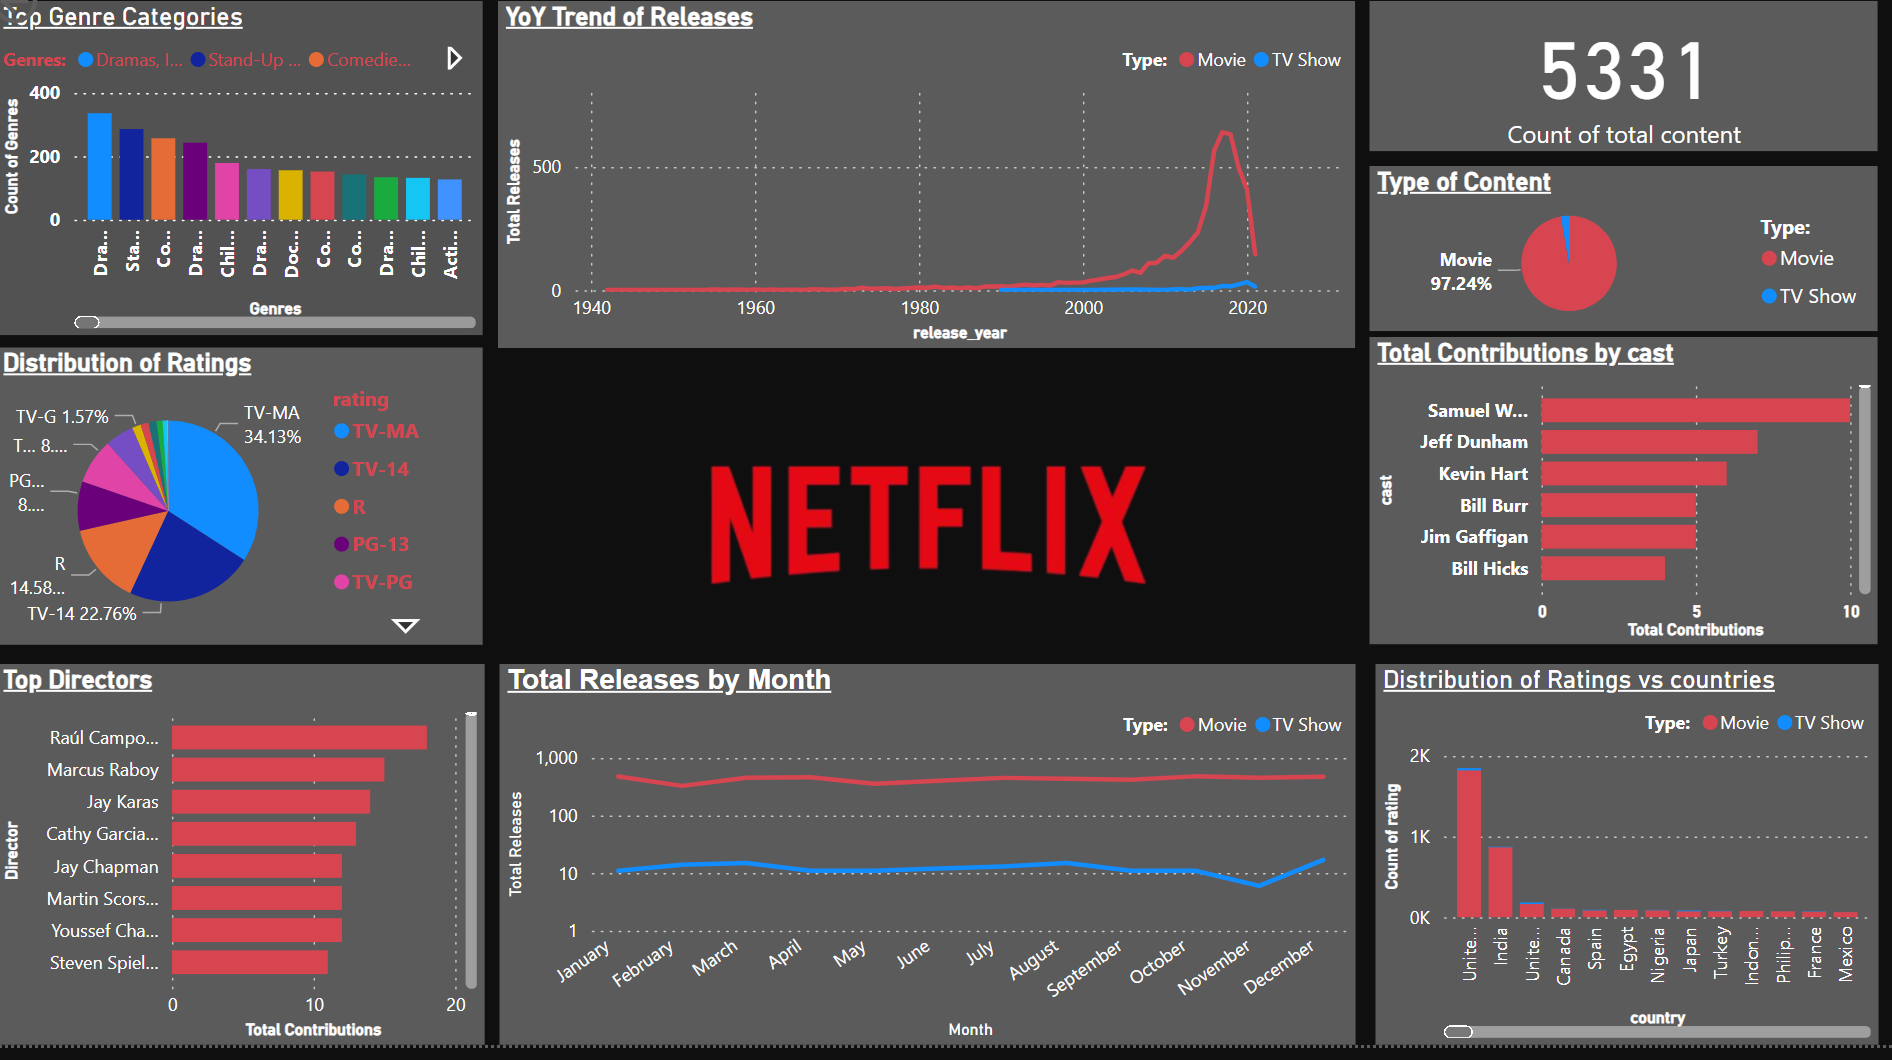 Top Genre Categories
Genres: Dramas, I... Stand-Up ... Comedie...
Count of Genres
400
200
0
Dra...
Sta...
Co...
Dra...
Chil...
Dra...
Doc...
Co...
Co...
Dra...
Chil...
Acti...
Genres
YoY Trend of Releases
Type: Movie TV Show
Total Releases
500
0
1940 1960 1980 2000 2020
release_year
5331
Count of total content
Type of Content
Movie
97.24%
Type:
Movie
TV Show
Distribution of Ratings
TV-G 1.57%
T... 8....
PG...
8....
R
14.58...
TV-14 22.76%
TV-MA
34.13%
rating
TV-MA
TV-14
R
PG-13
TV-PG
NETFLIX
Total Contributions by cast
cast
Samuel W...
Jeff Dunham
Kevin Hart
Bill Burr
Jim Gaffigan
Bill Hicks
0 5 10
Total Contributions
Top Directors
Director
Raúl Campo...
Marcus Raboy
Jay Karas
Cathy Garcia...
Jay Chapman
Martin Scors...
Youssef Cha...
Steven Spiel...
0 10 20
Total Contributions
Total Releases by Month
Type: Movie TV Show
Total Releases
1,000
100
10
1
January
February
March
April
May
June
July
August
September
October
November
December
Month
Distribution of Ratings vs countries
Type: Movie TV Show
Count of rating
2K
1K
0K
Unite...
India
Unite...
Canada
Spain
Egypt
Nigeria
Japan
Turkey
Indon...
Philip...
France
Mexico
country